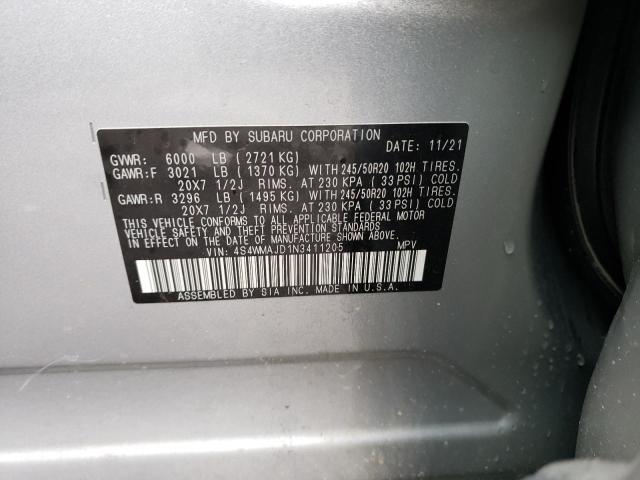 MFD BY SUBARU CORPORATION DATE: 11/21
GVWR: 6000 LB ( 2721 KG)
GAWR:F 3021 LB ( 1370 KG) WITH 245/50R20 102H TIRES.
20X7 1/2J RIMS. AT 230 KPA ( 33 PSI) COLD
GAWR:R 3296 LB ( 1495 KG) WITH 245/50R20 102H TIRES.
20X7 1/2J RIMS. AT 230 KPA ( 33 PSI) COLD
THIS VEHICLE CONFORMS TO ALL APPLICABLE FEDERAL MOTOR
VEHICLE SAFETY, BUMPER, AND THEFT PREVENTION STANDARDS
IN EFFECT ON THE DATE OF MANUFACTURE SHOWN ABOVE.
VIN: 4S4WMAJD1N3411205 MPV
ASSEMBLED BY SIA INC. MADE IN U.S.A.